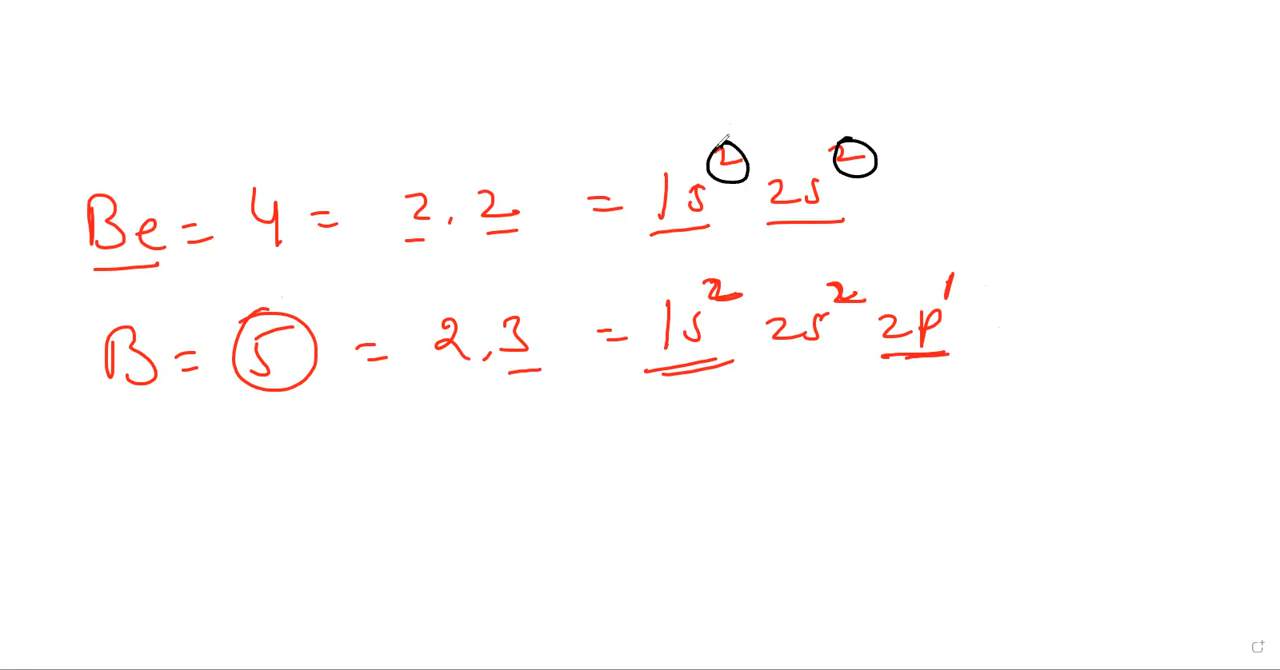 Be = 4 = 2, 2 = 1s² 2s²
B = 5 = 2, 3 = 1s² 2s² 2p¹